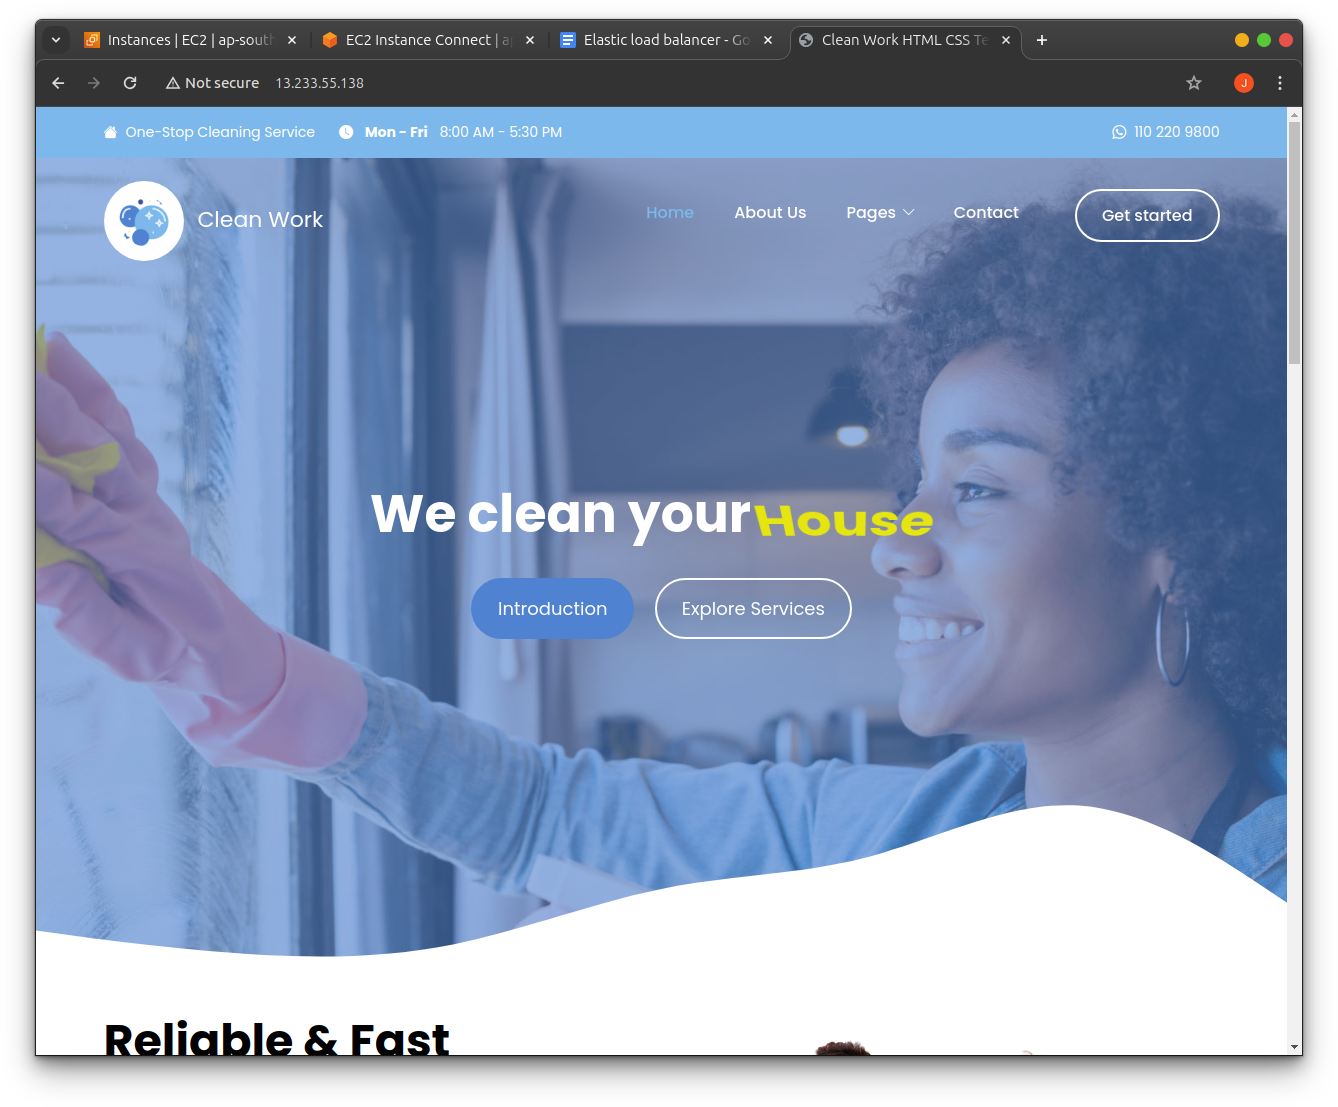 Instances | EC2 | ap-south
EC2 Instance Connect | a
Elastic load balancer - Go
Clean Work HTML CSS Te
Not secure 13.233.55.138
J
One-Stop Cleaning Service Mon - Fri 8:00 AM - 5:30 PM 110 220 9800
Clean Work
Home About Us Pages Contact Get started
We clean your House
Introduction Explore Services
Reliable & Fast